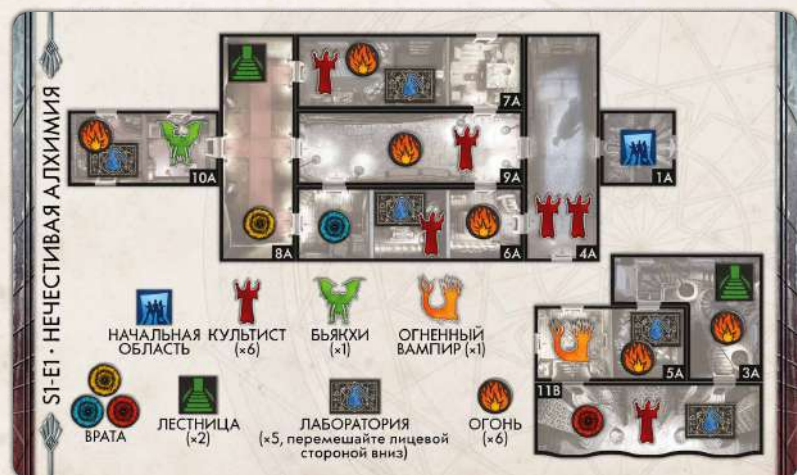 S1-E1 · НЕЧЕСТИВАЯ АЛХИМИЯ
7A
10A
9A
1A
8A
6A
4A
НАЧАЛЬНАЯ
ОБЛАСТЬ
КУЛЬТИСТ
(×6)
БЬЯКХИ
(×1)
ОГНЕННЫЙ
ВАМПИР (×1)
11B
5A
3A
ВРАТА
ЛЕСТНИЦА
(×2)
ЛАБОРАТОРИЯ
(×5, перемешайте лицевой
стороной вниз)
ОГОНЬ
(×6)